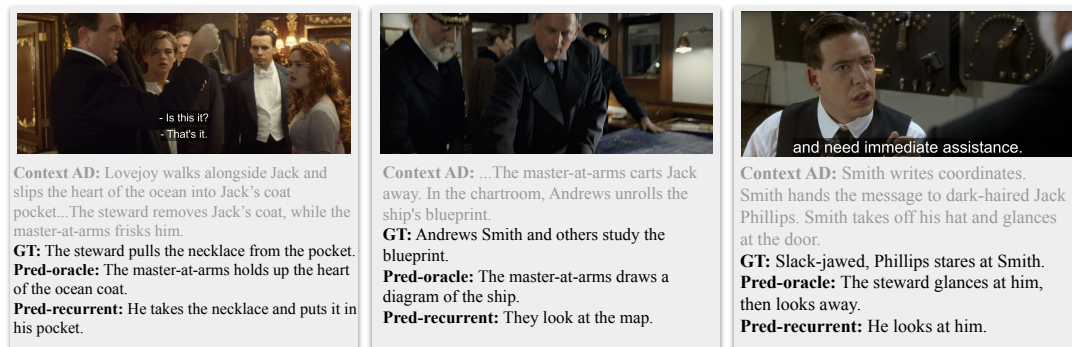 - Is this it?
- That's it.
Context AD: Lovejoy walks alongside Jack and
slips the heart of the ocean into Jack's coat
pocket...The steward removes Jack's coat, while the
master-at-arms frisks him.
GT: The steward pulls the necklace from the pocket.
Pred-oracle: The master-at-arms holds up the heart
of the ocean coat.
Pred-recurrent: He takes the necklace and puts it in
his pocket.
Context AD: ...The master-at-arms carts Jack
away. In the chartroom, Andrews unrolls the
ship's blueprint.
GT: Andrews Smith and others study the
blueprint.
Pred-oracle: The master-at-arms draws a
diagram of the ship.
Pred-recurrent: They look at the map.
and need immediate assistance.
Context AD: Smith writes coordinates.
Smith hands the message to dark-haired Jack
Phillips. Smith takes off his hat and glances
at the door.
GT: Slack-jawed, Phillips stares at Smith.
Pred-oracle: The steward glances at him,
then looks away.
Pred-recurrent: He looks at him.